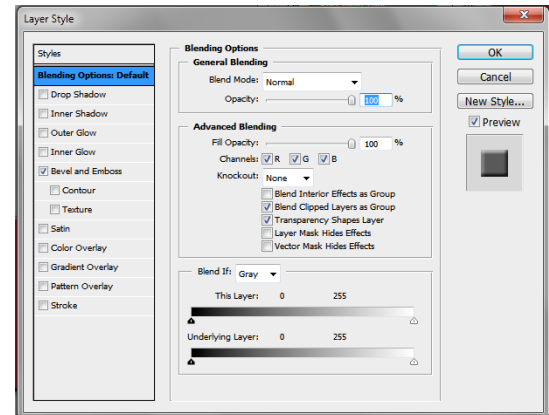 Layer Style
Styles
Blending Options: Default
Drop Shadow
Inner Shadow
Outer Glow
Inner Glow
Bevel and Emboss
Contour
Texture
Satin
Color Overlay
Gradient Overlay
Pattern Overlay
Stroke
Blending Options
General Blending
Blend Mode: Normal
Opacity: 100 %
Advanced Blending
Fill Opacity: 100 %
Channels: R G B
Knockout: None
Blend Interior Effects as Group
Blend Clipped Layers as Group
Transparency Shapes Layer
Layer Mask Hides Effects
Vector Mask Hides Effects
Blend If: Gray
This Layer: 0 255
Underlying Layer: 0 255
OK
Cancel
New Style...
Preview